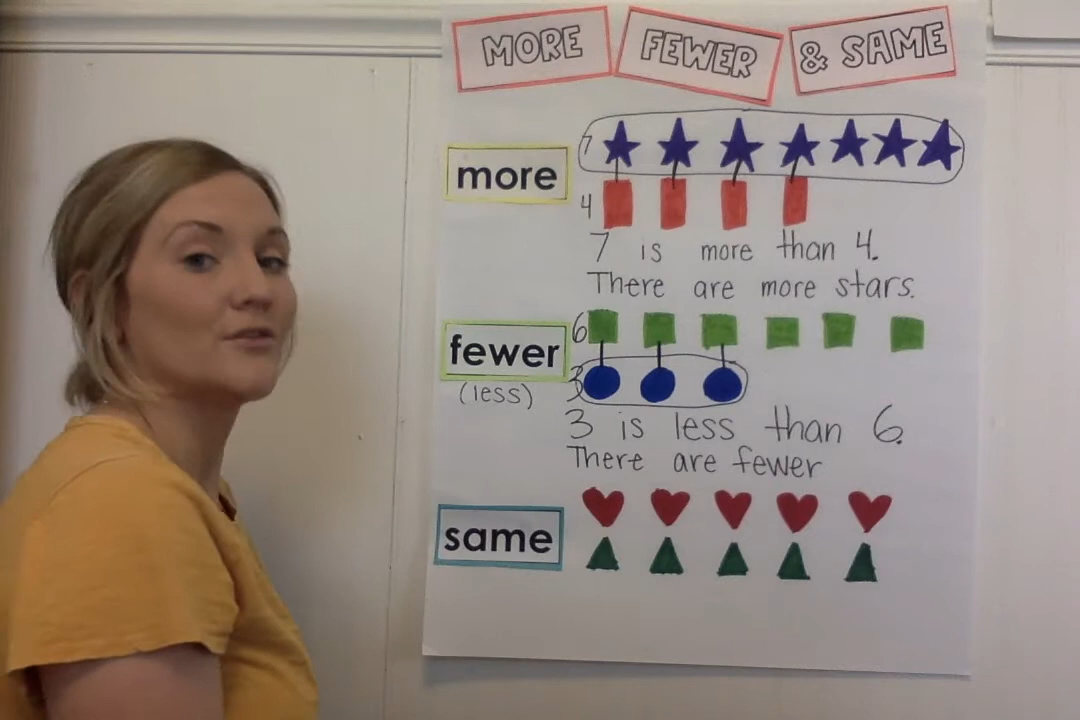 MORE FEWER & SAME
more
7
4
7 is more than 4.
There are more stars.
fewer
(less)
6
3
3 is less than 6.
There are fewer
same